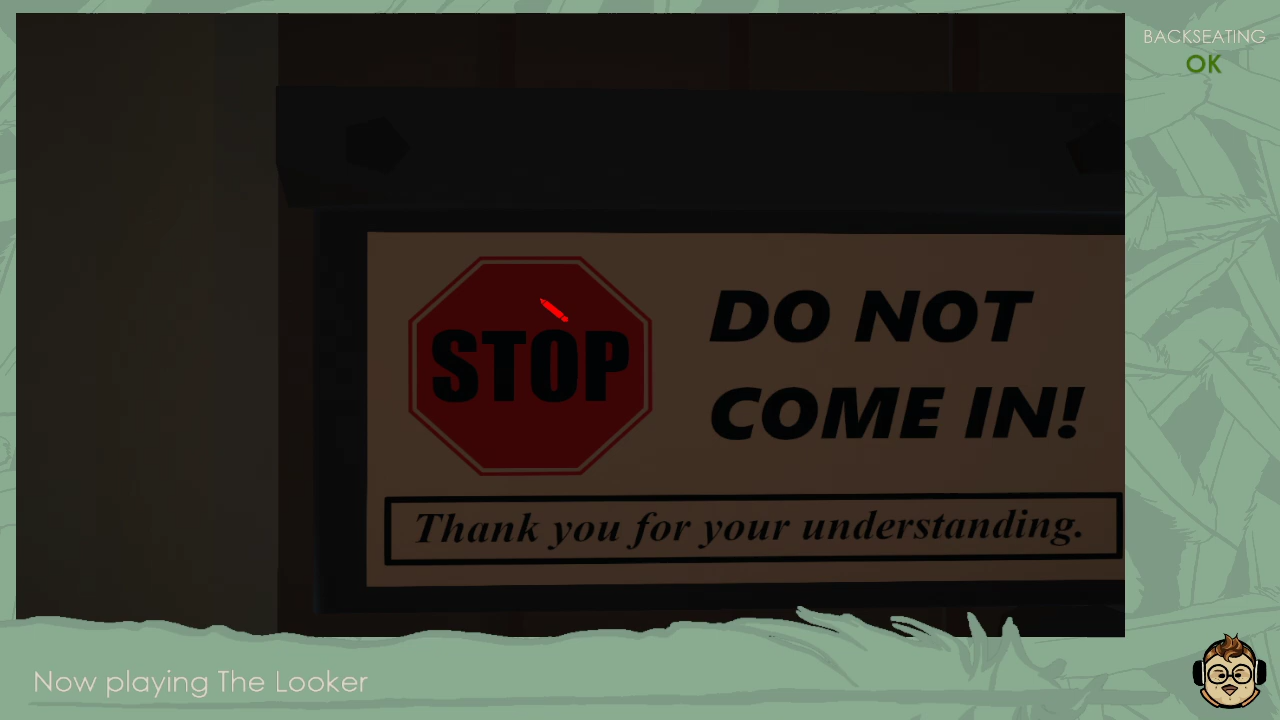 BACKSEATING
OK
STOP
DO NOT
COME IN!
Thank you for your understanding.
Now playing The Looker